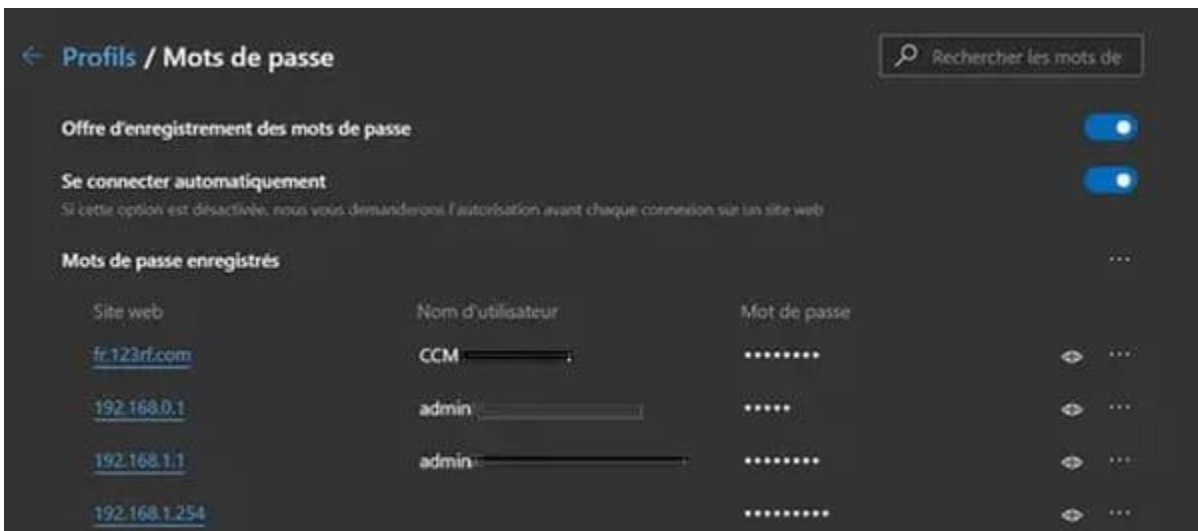 Profils / Mots de passe
Rechercher les mots de
Offre d'enregistrement des mots de passe
Se connecter automatiquement
Si cette option est désactivée, nous vous demanderons l'autorisation avant chaque connexion sur un site web
Mots de passe enregistrés
Site web Nom d'utilisateur Mot de passe
fr.123rf.com CCM ••••••••
192.168.0.1 admin •••••
192.168.1.1 admin ••••••••
192.168.1.254 •••••••••